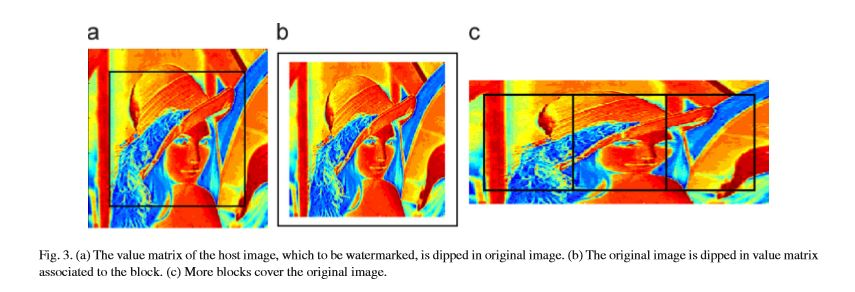 a
b
c
Fig. 3. (a) The value matrix of the host image, which to be watermarked, is dipped in original image. (b) The original image is dipped in value matrix
associated to the block. (c) More blocks cover the original image.